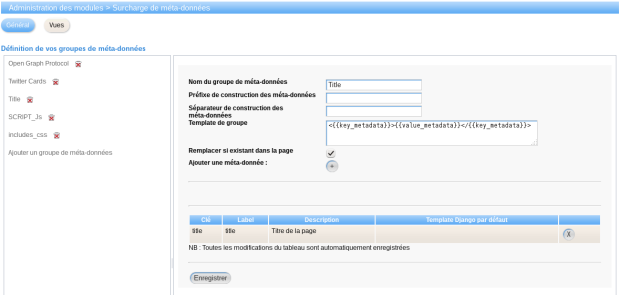 Administration des modules > Surcharge de méta-données
Général
Vues
Définition de vos groupes de méta-données
Open Graph Protocol
Twitter Cards
Title
SCRIPT_Js
includes_css
Ajouter un groupe de méta-données
Nom du groupe de méta-données
Title
Préfixe de construction des méta-données
Séparateur de construction des
méta-données
Template de groupe
<{{key_metadata}}>{{value_metadata}}</{{key_metadata}}>
Remplacer si existant dans la page
Ajouter une méta-donnée :
+
Clé Label Description Template Django par défaut
title title Titre de la page X
NB : Toutes les modifications du tableau sont automatiquement enregistrées
Enregistrer